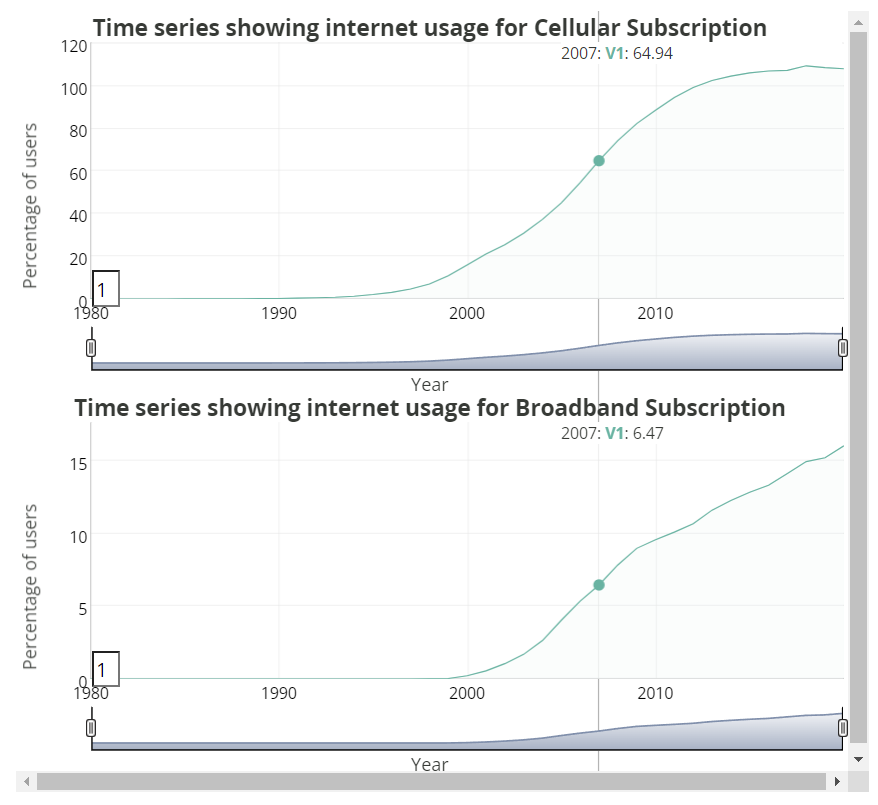 Time series showing internet usage for Cellular Subscription
2007: V1: 64.94
120
100
80
60
40
20
0
Percentage of users
1
1980 1990 2000 2010
Year
Time series showing internet usage for Broadband Subscription
2007: V1: 6.47
15
10
5
0
Percentage of users
1
1980 1990 2000 2010
Year